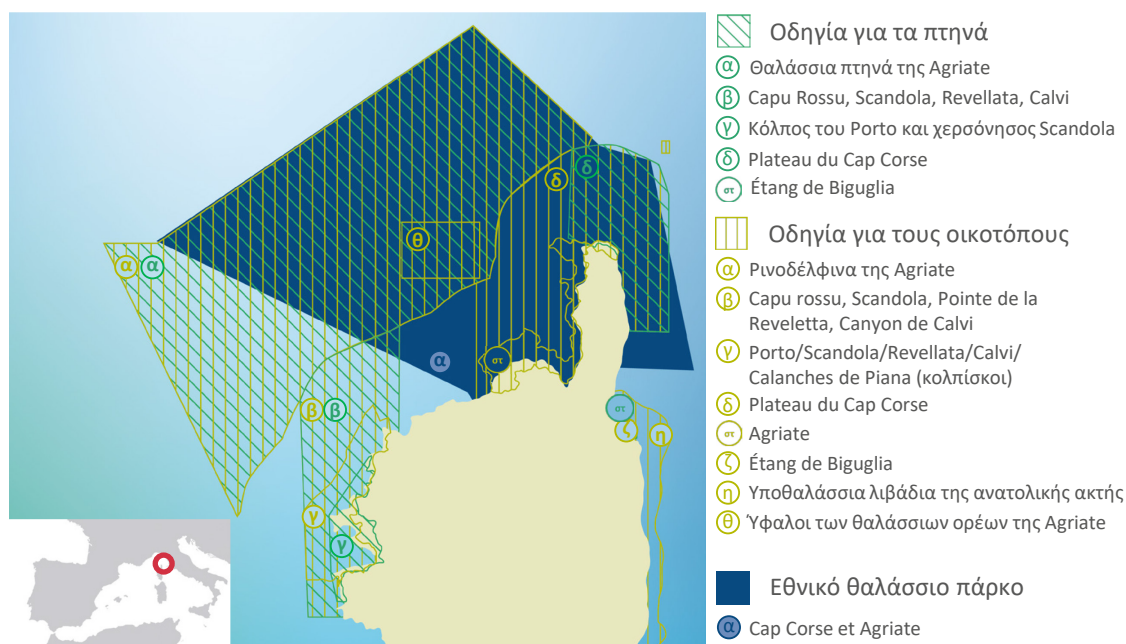 Οδηγία για τα πτηνά
α Θαλάσσια πτηνά της Agriate
β Capu Rossu, Scandola, Revellata, Calvi
γ Κόλπος του Porto και χερσόνησος Scandola
δ Plateau du Cap Corse
στ Étang de Biguglia
Οδηγία για τους οικοτόπους
α Ρινοδέλφινα της Agriate
β Capu rossu, Scandola, Pointe de la
Reveletta, Canyon de Calvi
γ Porto/Scandola/Revellata/Calvi/
Calanches de Piana (κολπίσκοι)
δ Plateau du Cap Corse
στ Agriate
ζ Étang de Biguglia
η Υποθαλάσσια λιβάδια της ανατολικής ακτής
θ Ύφαλοι των θαλάσσιων ορέων της Agriate
Εθνικό θαλάσσιο πάρκο
α Cap Corse et Agriate
δ δ
θ
α α
α
στ
β β
στ
ζ
η
γ
γ